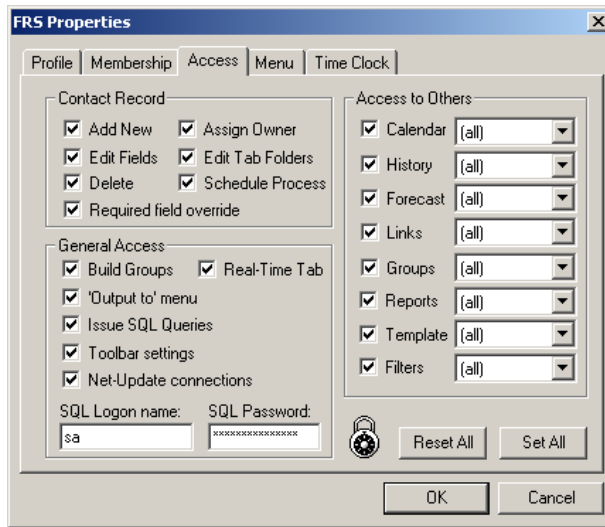 FRS Properties
Profile Membership Access Menu Time Clock
Contact Record
Add New Assign Owner
Edit Fields Edit Tab Folders
Delete Schedule Process
Required field override
General Access
Build Groups Real-Time Tab
'Output to' menu
Issue SQL Queries
Toolbar settings
Net-Update connections
SQL Logon name: SQL Password:
sa ***************
Access to Others
Calendar (all)
History (all)
Forecast (all)
Links (all)
Groups (all)
Reports (all)
Template (all)
Filters (all)
Reset All Set All
OK Cancel